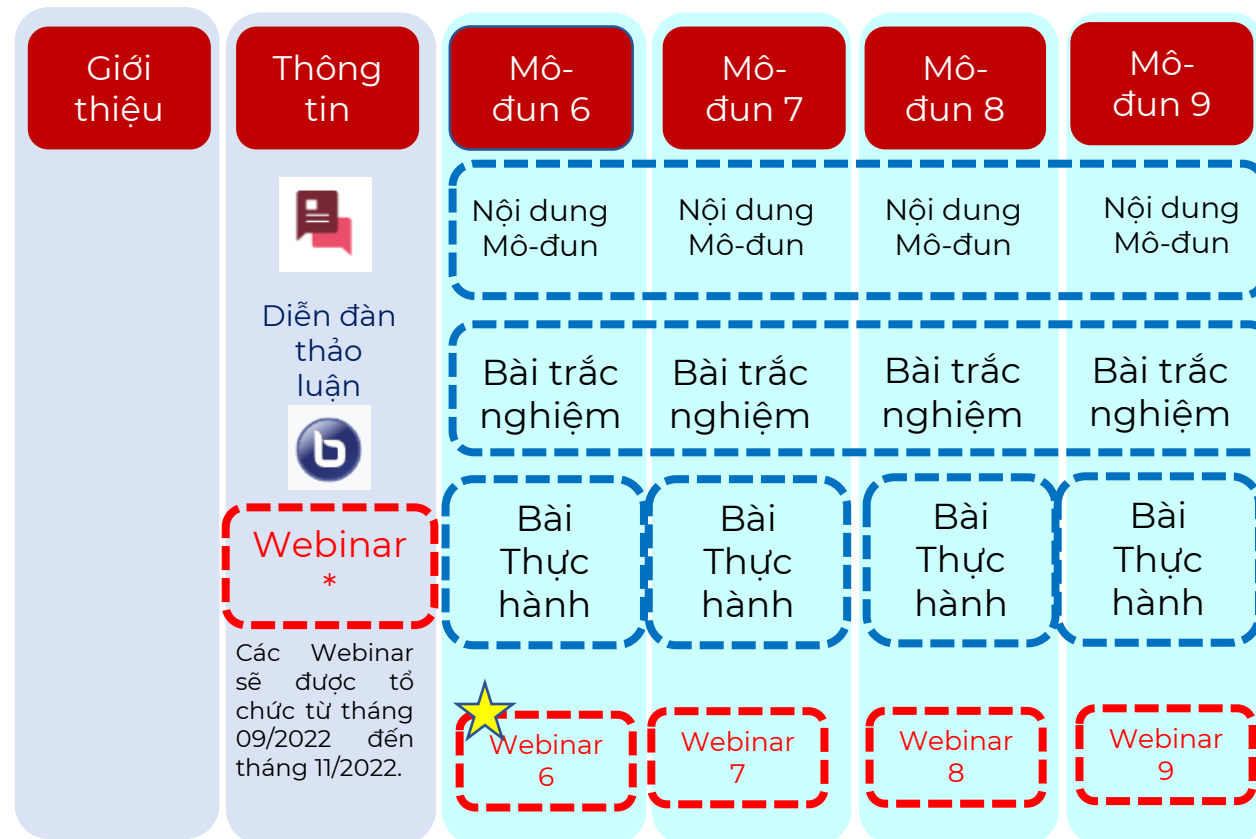 Giới
thiệu
Thông
tin
Mô-
đun 6
Mô-
đun 7
Mô-
đun 8
Mô-
đun 9
Diễn đàn
thảo
luận
Webinar
*
Các Webinar
sẽ được tổ
chức từ tháng
09/2022 đến
tháng 11/2022.
Nội dung
Mô-đun
Nội dung
Mô-đun
Nội dung
Mô-đun
Nội dung
Mô-đun
Bài trắc
nghiệm
Bài trắc
nghiệm
Bài trắc
nghiệm
Bài trắc
nghiệm
Bài
Thực
hành
Bài
Thực
hành
Bài
Thực
hành
Bài
Thực
hành
Webinar
6
Webinar
7
Webinar
8
Webinar
9